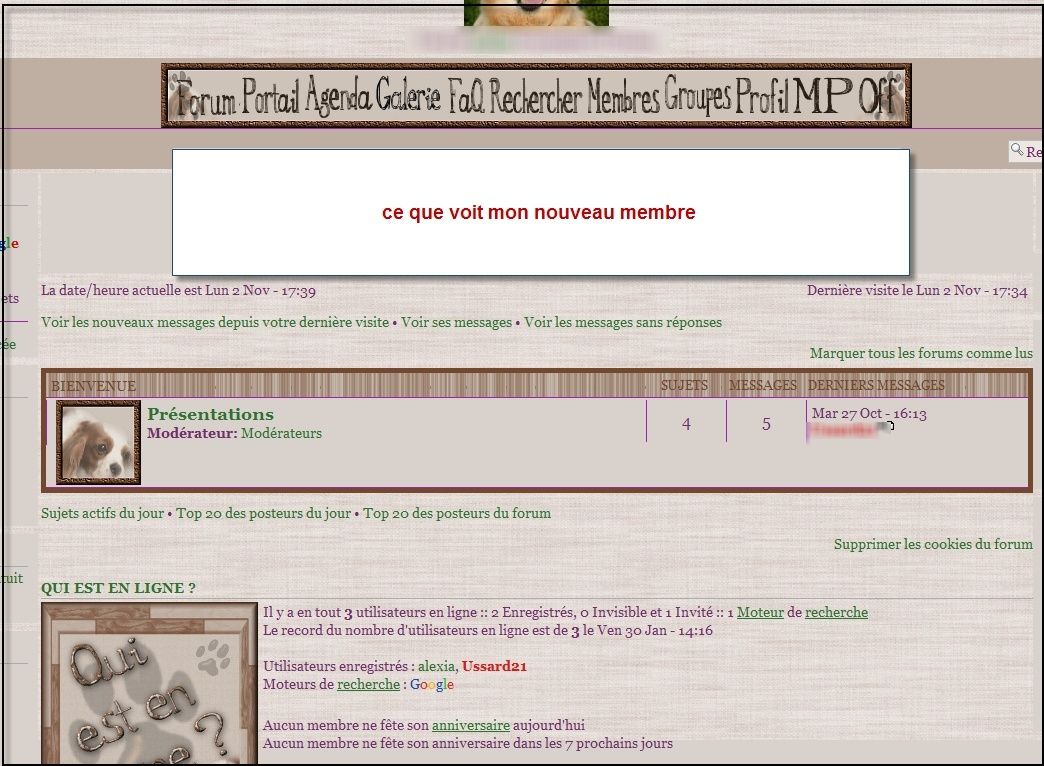 Forum Portail Agenda Galerie FaQ Rechercher Membres Groupes Profil MP Off
Re
ce que voit mon nouveau membre
gle
ets
ée
tuit
La date/heure actuelle est Lun 2 Nov - 17:39
Dernière visite le Lun 2 Nov - 17:34
Voir les nouveaux messages depuis votre dernière visite • Voir ses messages • Voir les messages sans réponses
Marquer tous les forums comme lus
BIENVENUE SUJETS MESSAGES DERNIERS MESSAGES
Présentations
Modérateur: Modérateurs
4
5
Mar 27 Oct - 16:13
Sujets actifs du jour • Top 20 des posteurs du jour • Top 20 des posteurs du forum
Supprimer les cookies du forum
QUI EST EN LIGNE ?
Qui
est en
?
Il y a en tout 3 utilisateurs en ligne :: 2 Enregistrés, 0 Invisible et 1 Invité :: 1 Moteur de recherche
Le record du nombre d'utilisateurs en ligne est de 3 le Ven 30 Jan - 14:16
Utilisateurs enregistrés : alexia, Ussard21
Moteurs de recherche : Google
Aucun membre ne fête son anniversaire aujourd'hui
Aucun membre ne fête son anniversaire dans les 7 prochains jours